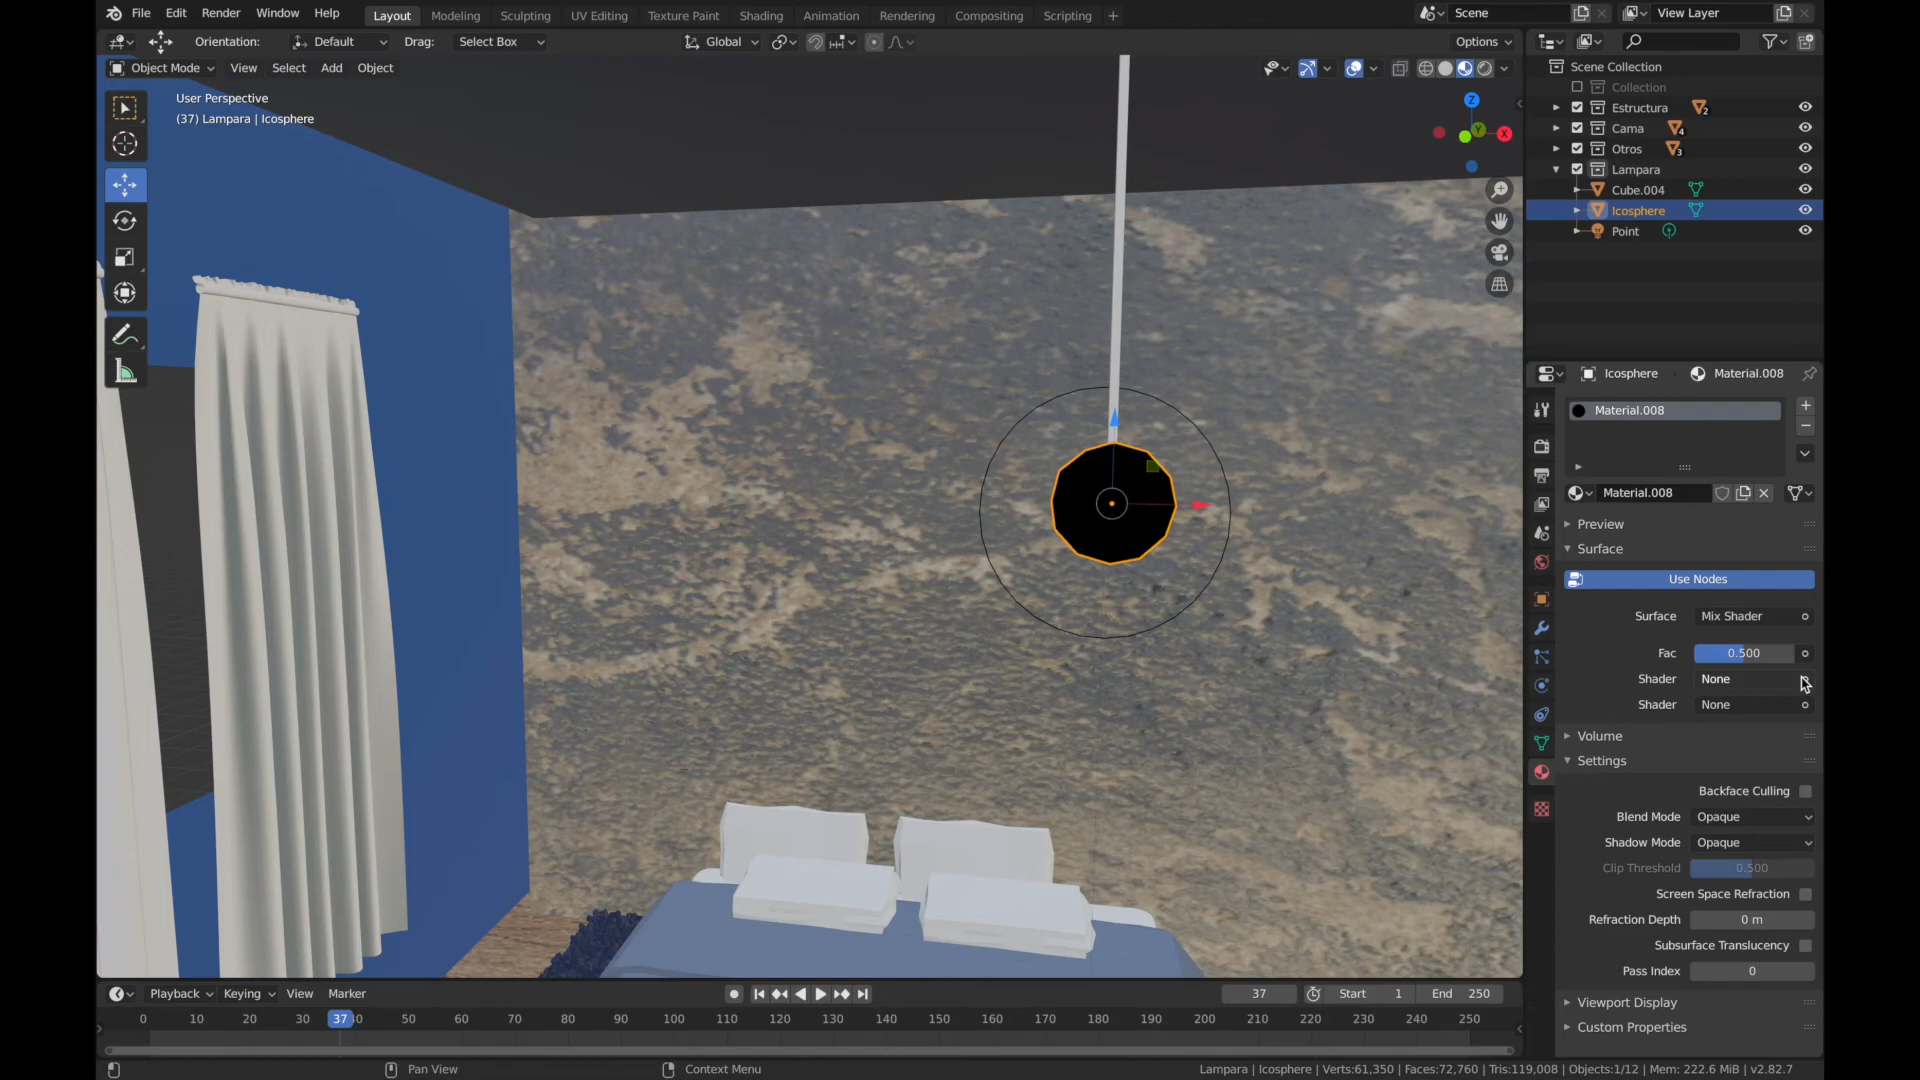 File Edit Render Window Help Layout Modeling Sculpting UV Editing Texture Paint Shading Animation Rendering Compositing Scripting Scene View Layer
Orientation: Default Drag: Select Box Global Options
Object Mode View Select Add Object
User Perspective
(37) Lampara | Icosphere
Z
Y
X
Scene Collection
Collection
Estructura 2
Cama 4
Otros 3
Lampara
Cube.004
Icosphere
Point
Icosphere Material.008
Material.008
Material.008
Preview
Surface
Use Nodes
Surface Mix Shader
Fac 0.500
Shader None
Shader None
Volume
Settings
Backface Culling
Blend Mode Opaque
Shadow Mode Opaque
Clip Threshold 0.500
Screen Space Refraction
Refraction Depth 0 m
Subsurface Translucency
Pass Index 0
Viewport Display
Custom Properties
Playback Keying View Marker 37 Start 1 End 250
0 10 20 30 37 50 60 70 80 90 100 110 120 130 140 150 160 170 180 190 200 210 220 230 240 250
Pan View Context Menu Lampara | Icosphere | Verts:61,350 | Faces:72,760 | Tris:119,008 | Objects:1/12 | Mem: 222.6 MiB | v2.82.7